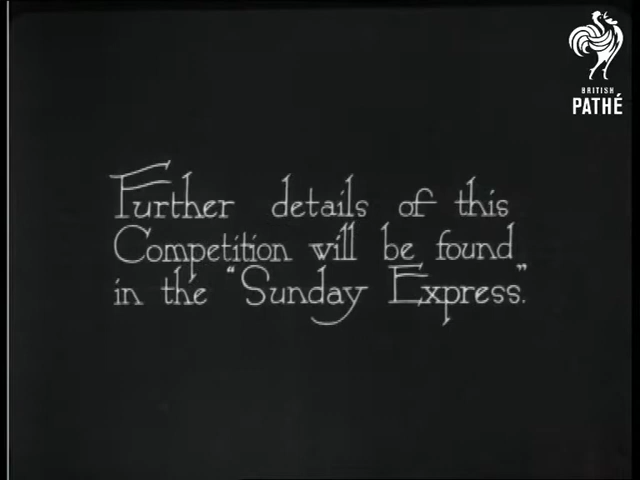 BRITISH
PATHÉ
Further details of this
Competition will be found
in the "Sunday Express."